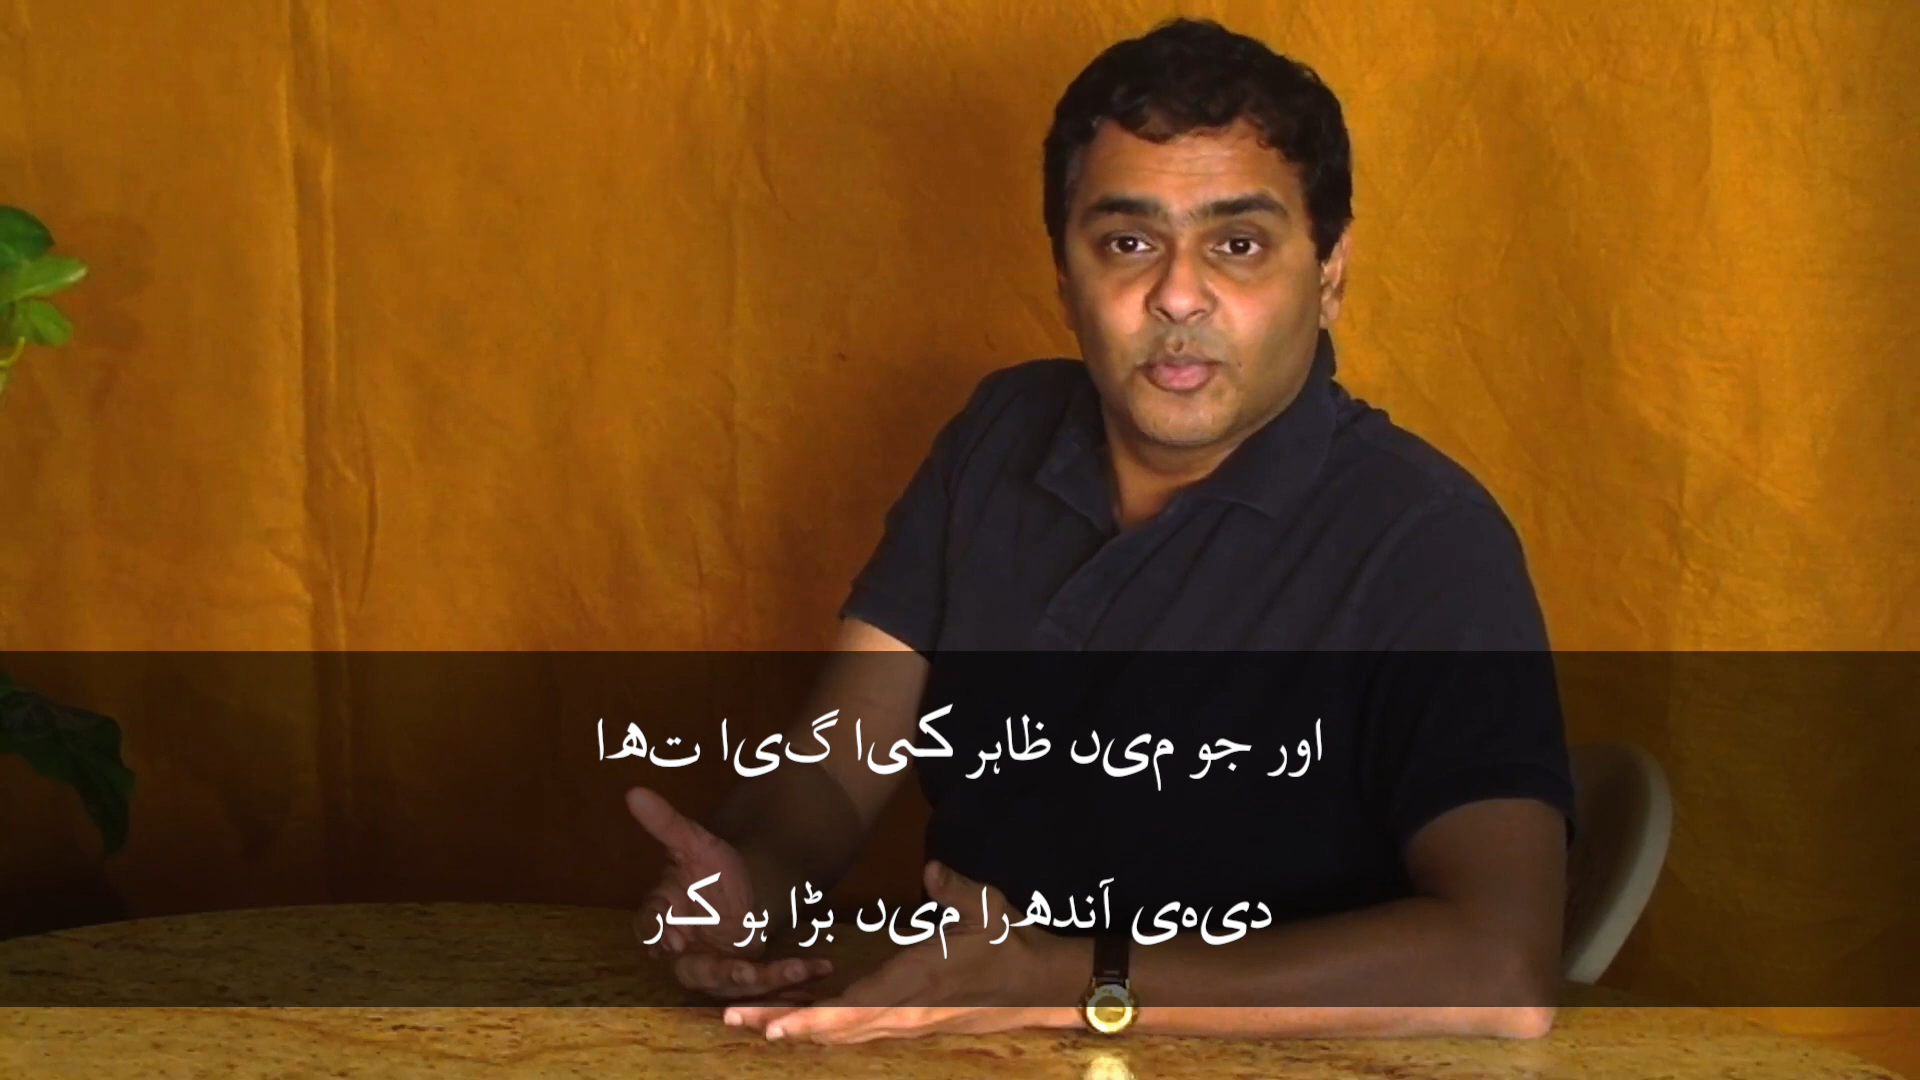 اور جو میں ظاہر کیا گیا تھا
دیہی آندھرا میں بڑا ہو کر